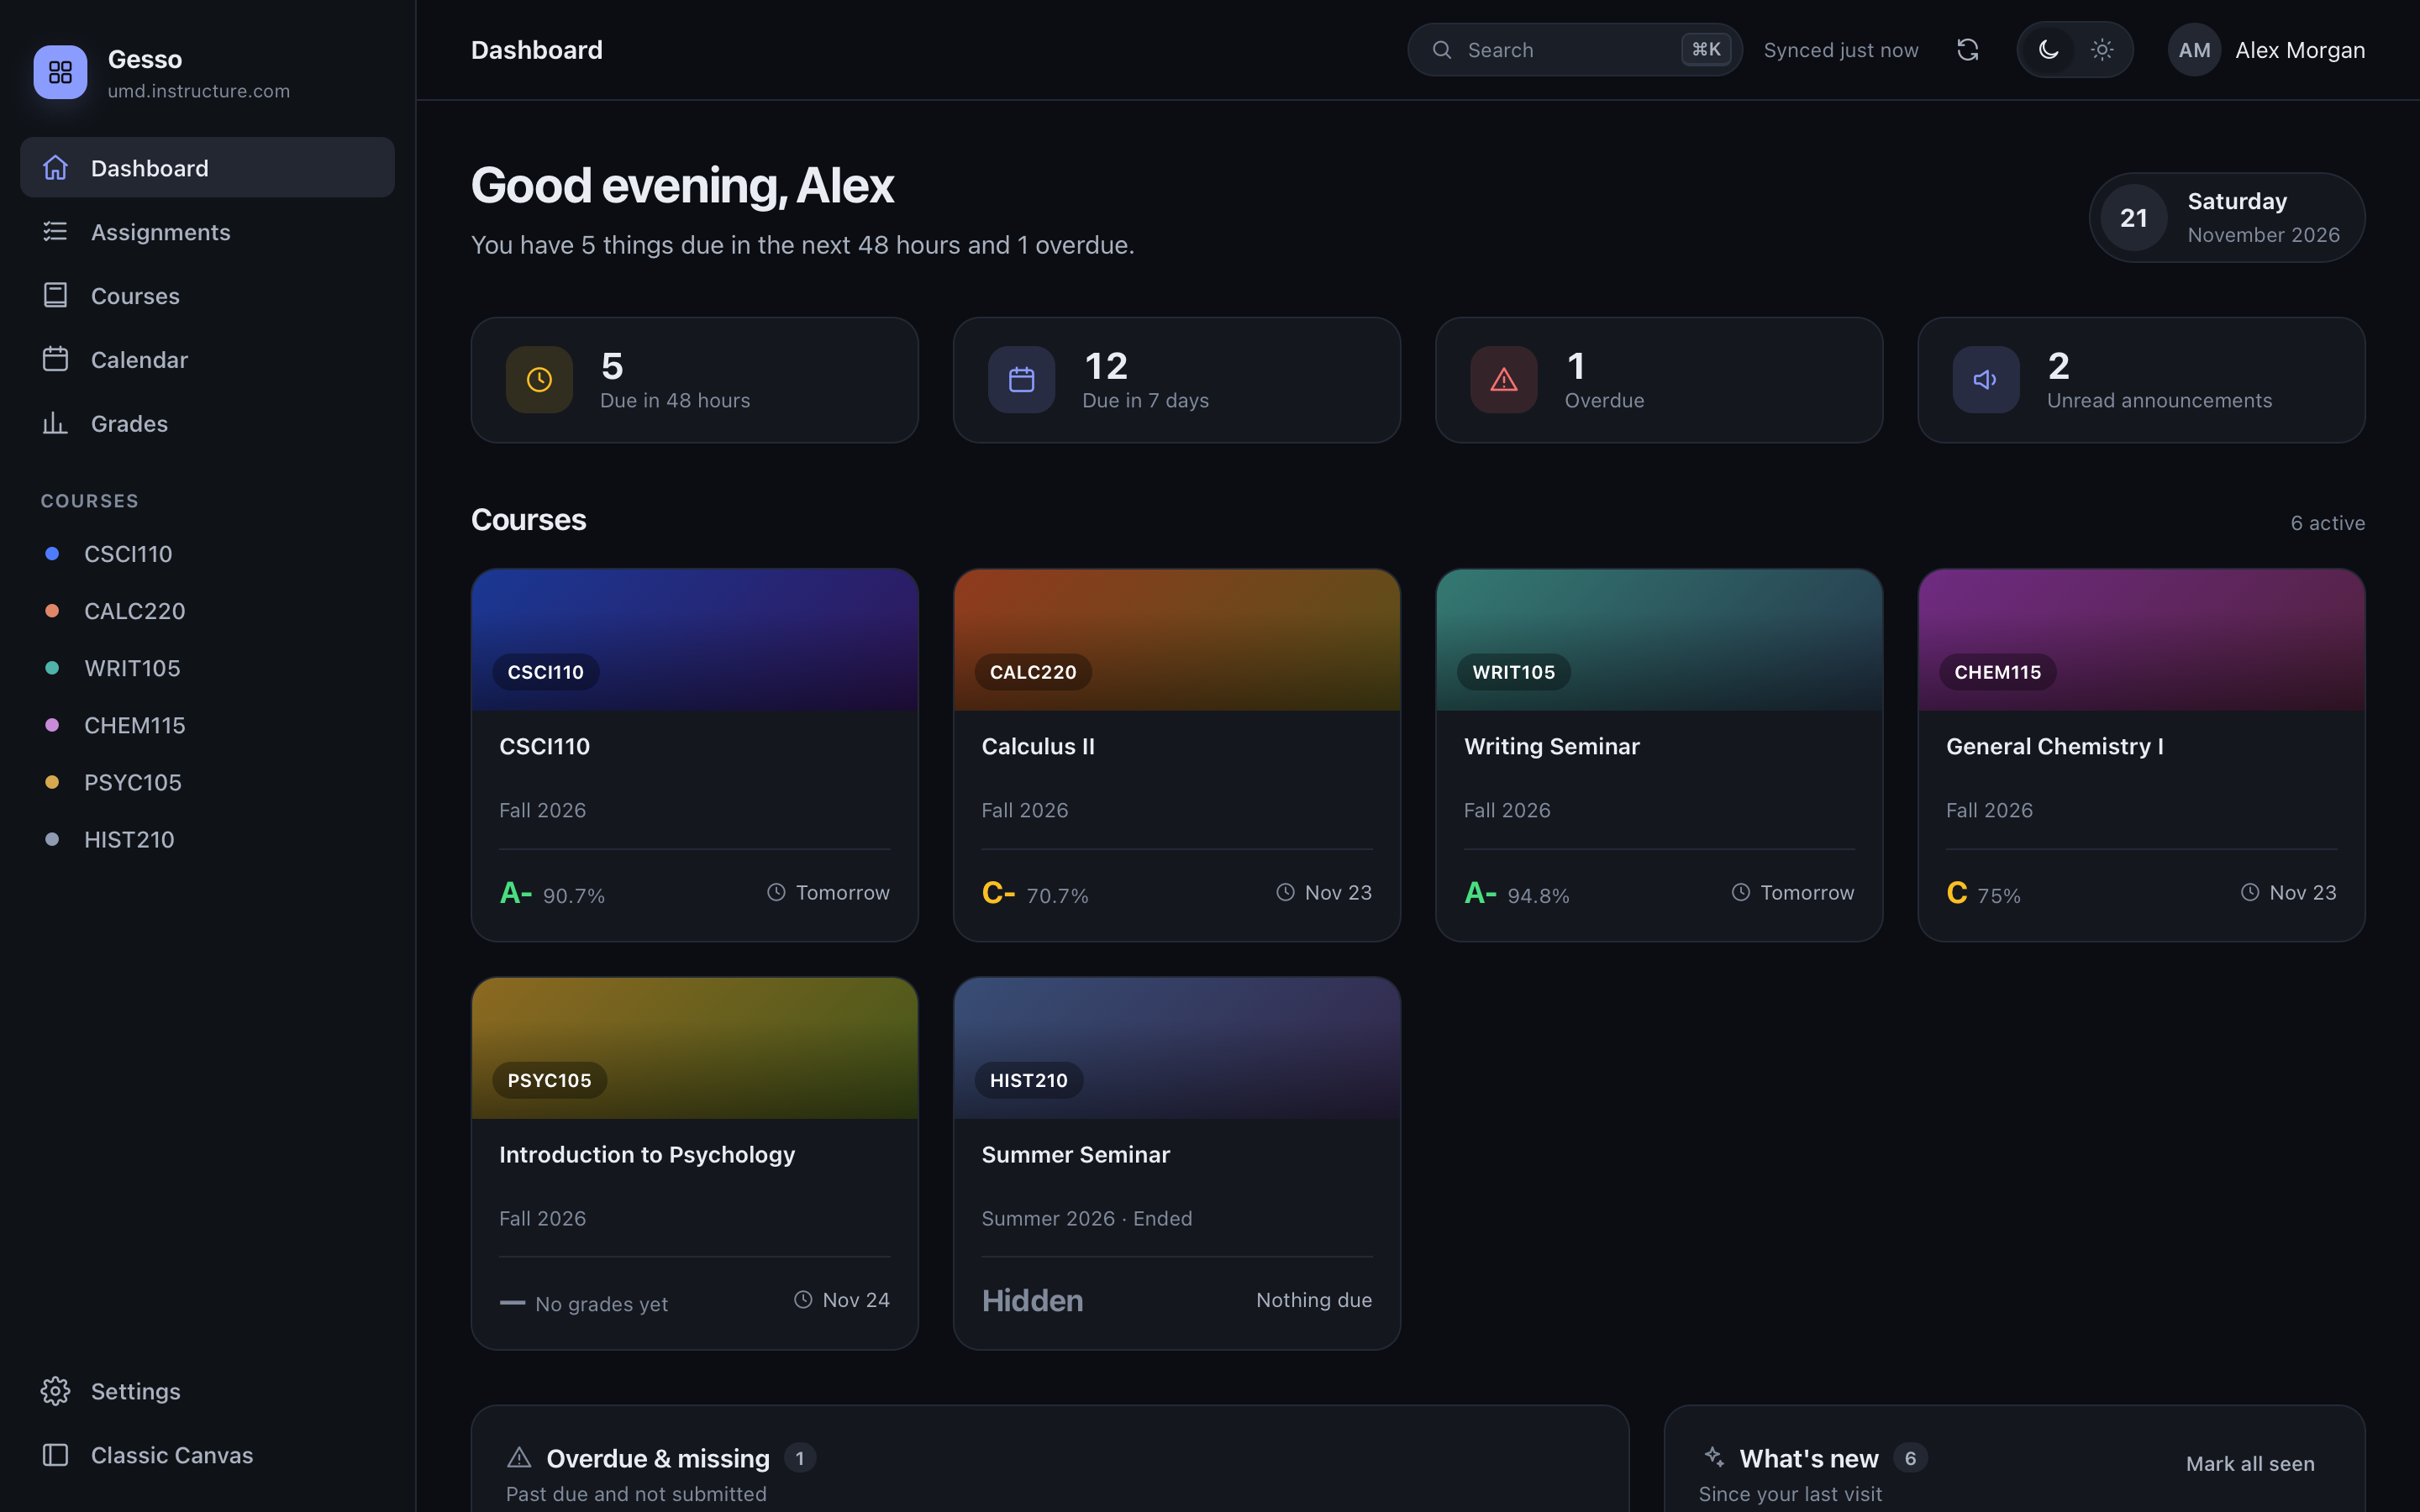 Gesso
umd.instructure.com
Dashboard
Assignments
Courses
Calendar
Grades
COURSES
CSCI110
CALC220
WRIT105
CHEM115
PSYC105
HIST210
Settings
Classic Canvas
Dashboard
Search
⌘K
Synced just now
AM
Alex Morgan
Good evening, Alex
You have 5 things due in the next 48 hours and 1 overdue.
21
Saturday
November 2026
5
Due in 48 hours
12
Due in 7 days
1
Overdue
2
Unread announcements
Courses
6 active
CSCI110
CSCI110
Fall 2026
A- 90.7%
Tomorrow
CALC220
Calculus II
Fall 2026
C- 70.7%
Nov 23
WRIT105
Writing Seminar
Fall 2026
A- 94.8%
Tomorrow
CHEM115
General Chemistry I
Fall 2026
C 75%
Nov 23
PSYC105
Introduction to Psychology
Fall 2026
— No grades yet
Nov 24
HIST210
Summer Seminar
Summer 2026 · Ended
Hidden
Nothing due
Overdue & missing 1
Past due and not submitted
What's new 6
Mark all seen
Since your last visit